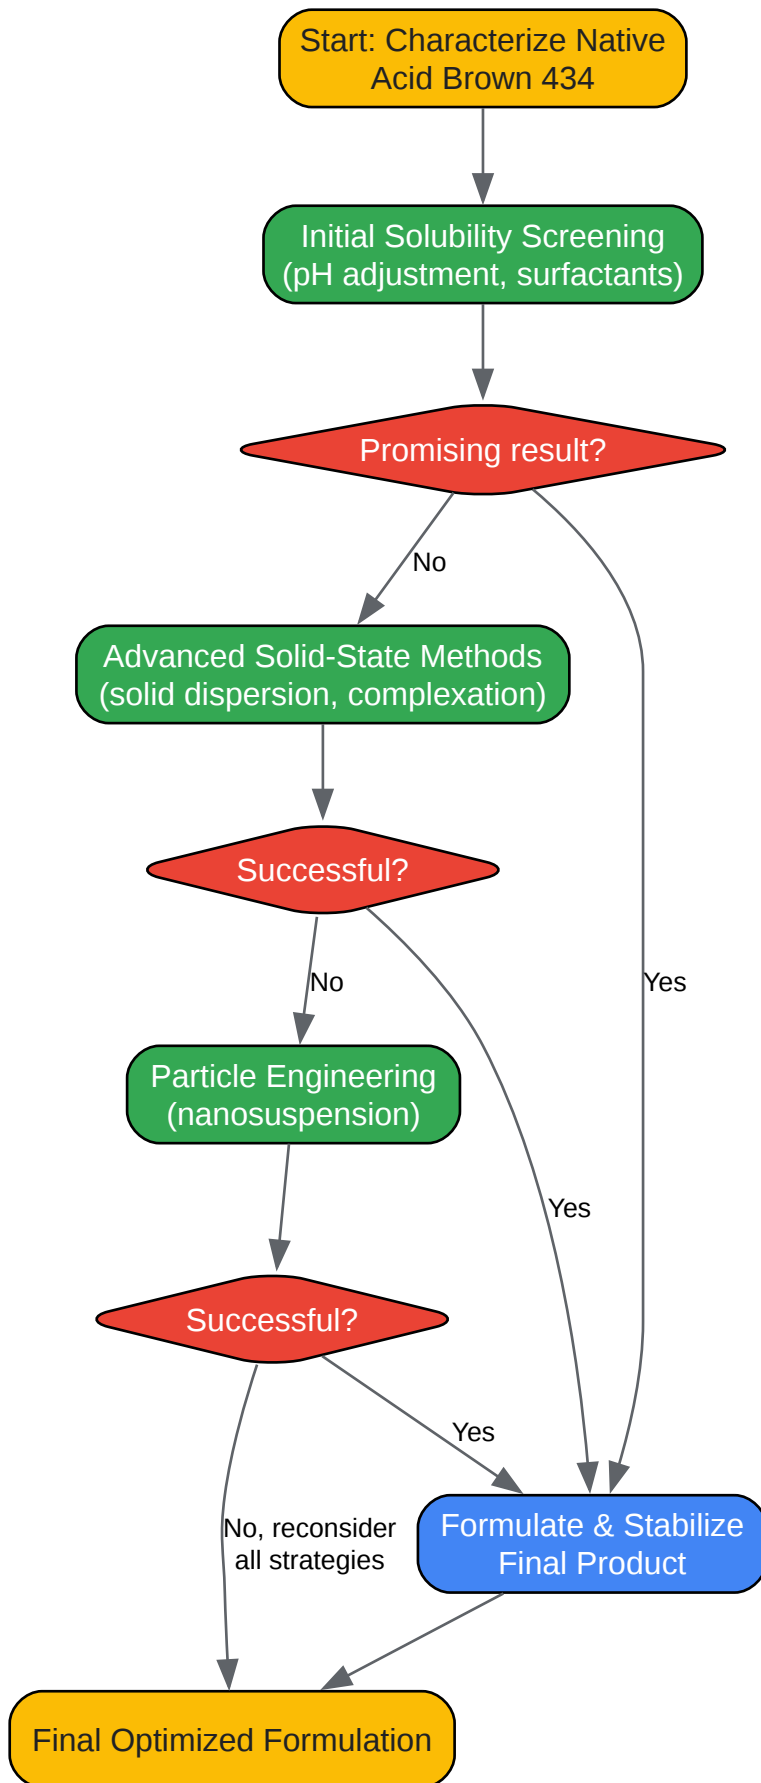 Start: Characterize Native
Acid Brown 434
Initial Solubility Screening
(pH adjustment, surfactants)
Promising result?
No
Advanced Solid-State Methods
(solid dispersion, complexation)
Successful?
No
Yes
Particle Engineering
(nanosuspension)
Yes
Successful?
Yes
No, reconsider
all strategies
Formulate & Stabilize
Final Product
Final Optimized Formulation